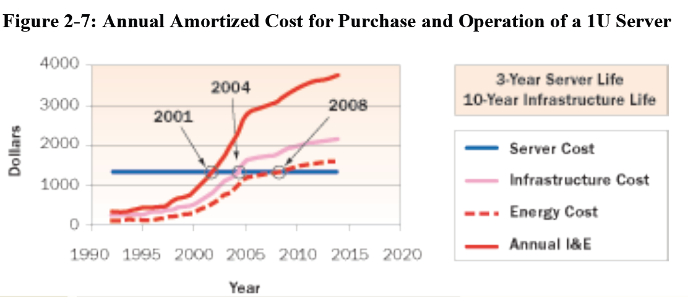 Figure 2-7: Annual Amortized Cost for Purchase and Operation of a 1U Server
4000
3000
2000
1000
0
Dollars
2001
2004
2008
1990 1995 2000 2005 2010 2015 2020
Year
3-Year Server Life
10-Year Infrastructure Life
Server Cost
Infrastructure Cost
Energy Cost
Annual I&E